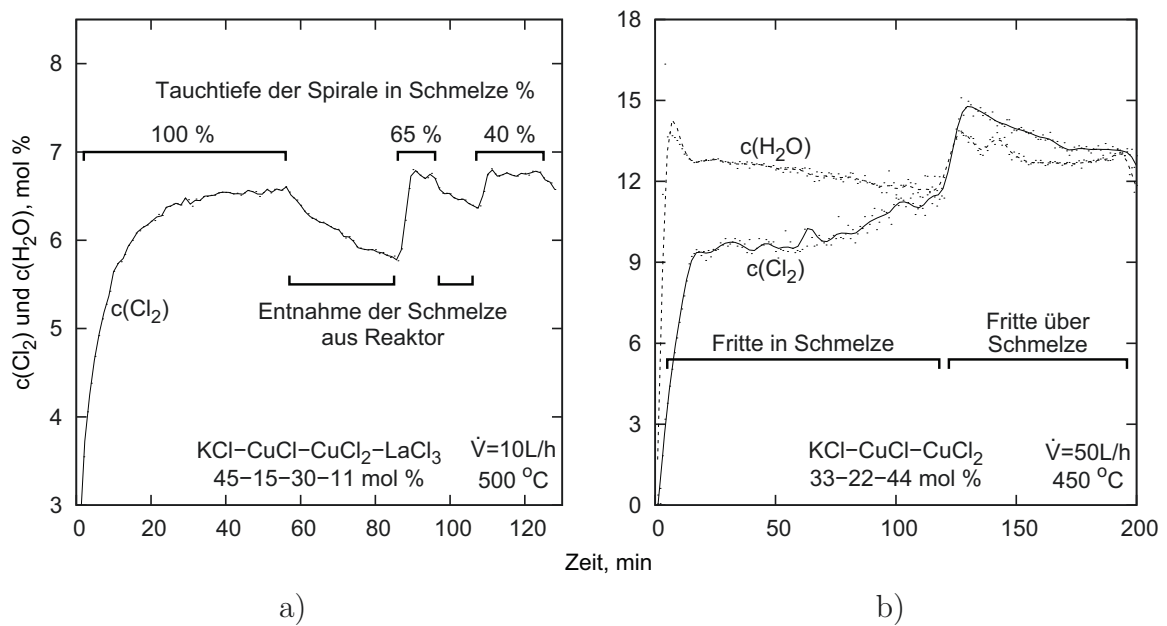 c(Cl₂) und c(H₂O), mol %
8
7
6
5
4
3
Tauchtiefe der Spirale in Schmelze %
100 %
65 %
40 %
c(Cl₂)
Entnahme der Schmelze
aus Reaktor
KCl−CuCl−CuCl₂−LaCl₃
45−15−30−11 mol %
V̇=10L/h
500 °C
0
20
40
60
80
100
120
18
15
12
9
6
3
0
c(H₂O)
c(Cl₂)
Fritte in Schmelze
Fritte über
Schmelze
KCl−CuCl−CuCl₂
33−22−44 mol %
V̇=50L/h
450 °C
0
50
100
150
200
Zeit, min
a)
b)